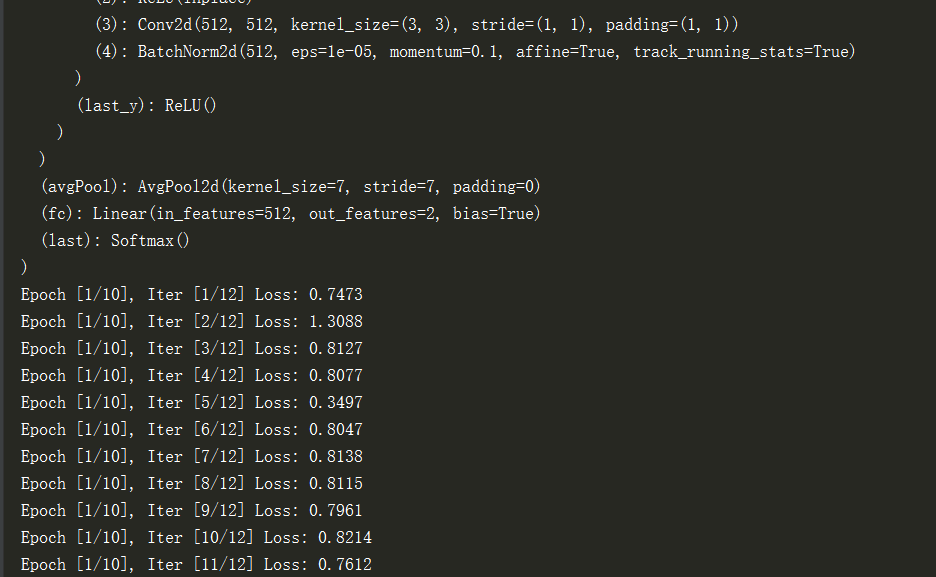 (2): ReLU(inplace)
(3): Conv2d(512, 512, kernel_size=(3, 3), stride=(1, 1), padding=(1, 1))
(4): BatchNorm2d(512, eps=1e-05, momentum=0.1, affine=True, track_running_stats=True)
)
(last_y): ReLU()
)
)
(avgPool): AvgPool2d(kernel_size=7, stride=7, padding=0)
(fc): Linear(in_features=512, out_features=2, bias=True)
(last): Softmax()
)
Epoch [1/10], Iter [1/12] Loss: 0.7473
Epoch [1/10], Iter [2/12] Loss: 1.3088
Epoch [1/10], Iter [3/12] Loss: 0.8127
Epoch [1/10], Iter [4/12] Loss: 0.8077
Epoch [1/10], Iter [5/12] Loss: 0.3497
Epoch [1/10], Iter [6/12] Loss: 0.8047
Epoch [1/10], Iter [7/12] Loss: 0.8138
Epoch [1/10], Iter [8/12] Loss: 0.8115
Epoch [1/10], Iter [9/12] Loss: 0.7961
Epoch [1/10], Iter [10/12] Loss: 0.8214
Epoch [1/10], Iter [11/12] Loss: 0.7612